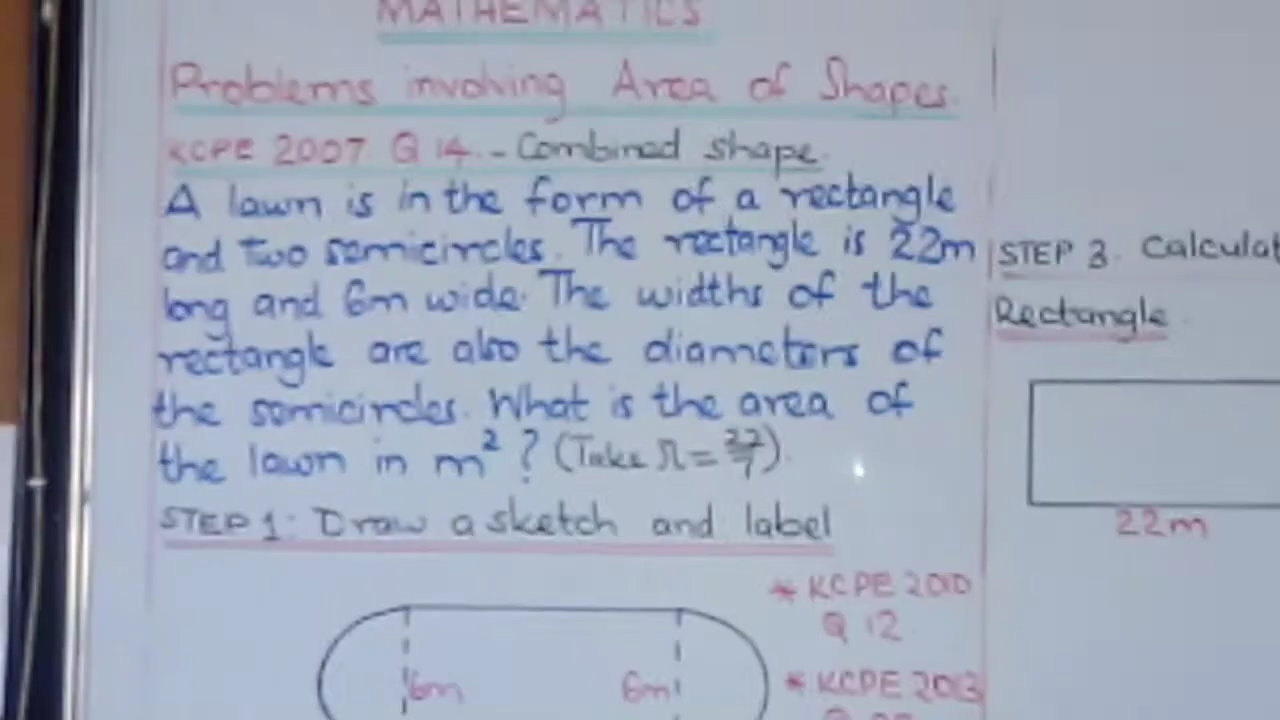 MATHEMATICS
Problems involving Area of Shapes.
KCPE 2007 Q 14. - Combined shape.
A lawn is in the form of a rectangle
and two semicircles. The rectangle is 22m
long and 6m wide. The widths of the
rectangle are also the diameters of
the semicircles. What is the area of
the lawn in m² ? (Take π = 22/7).
STEP 1: Draw a sketch and label
* KCPE 2010
Q 12
6m 6m
* KCPE 2013
STEP 3. Calculat
Rectangle.
22m